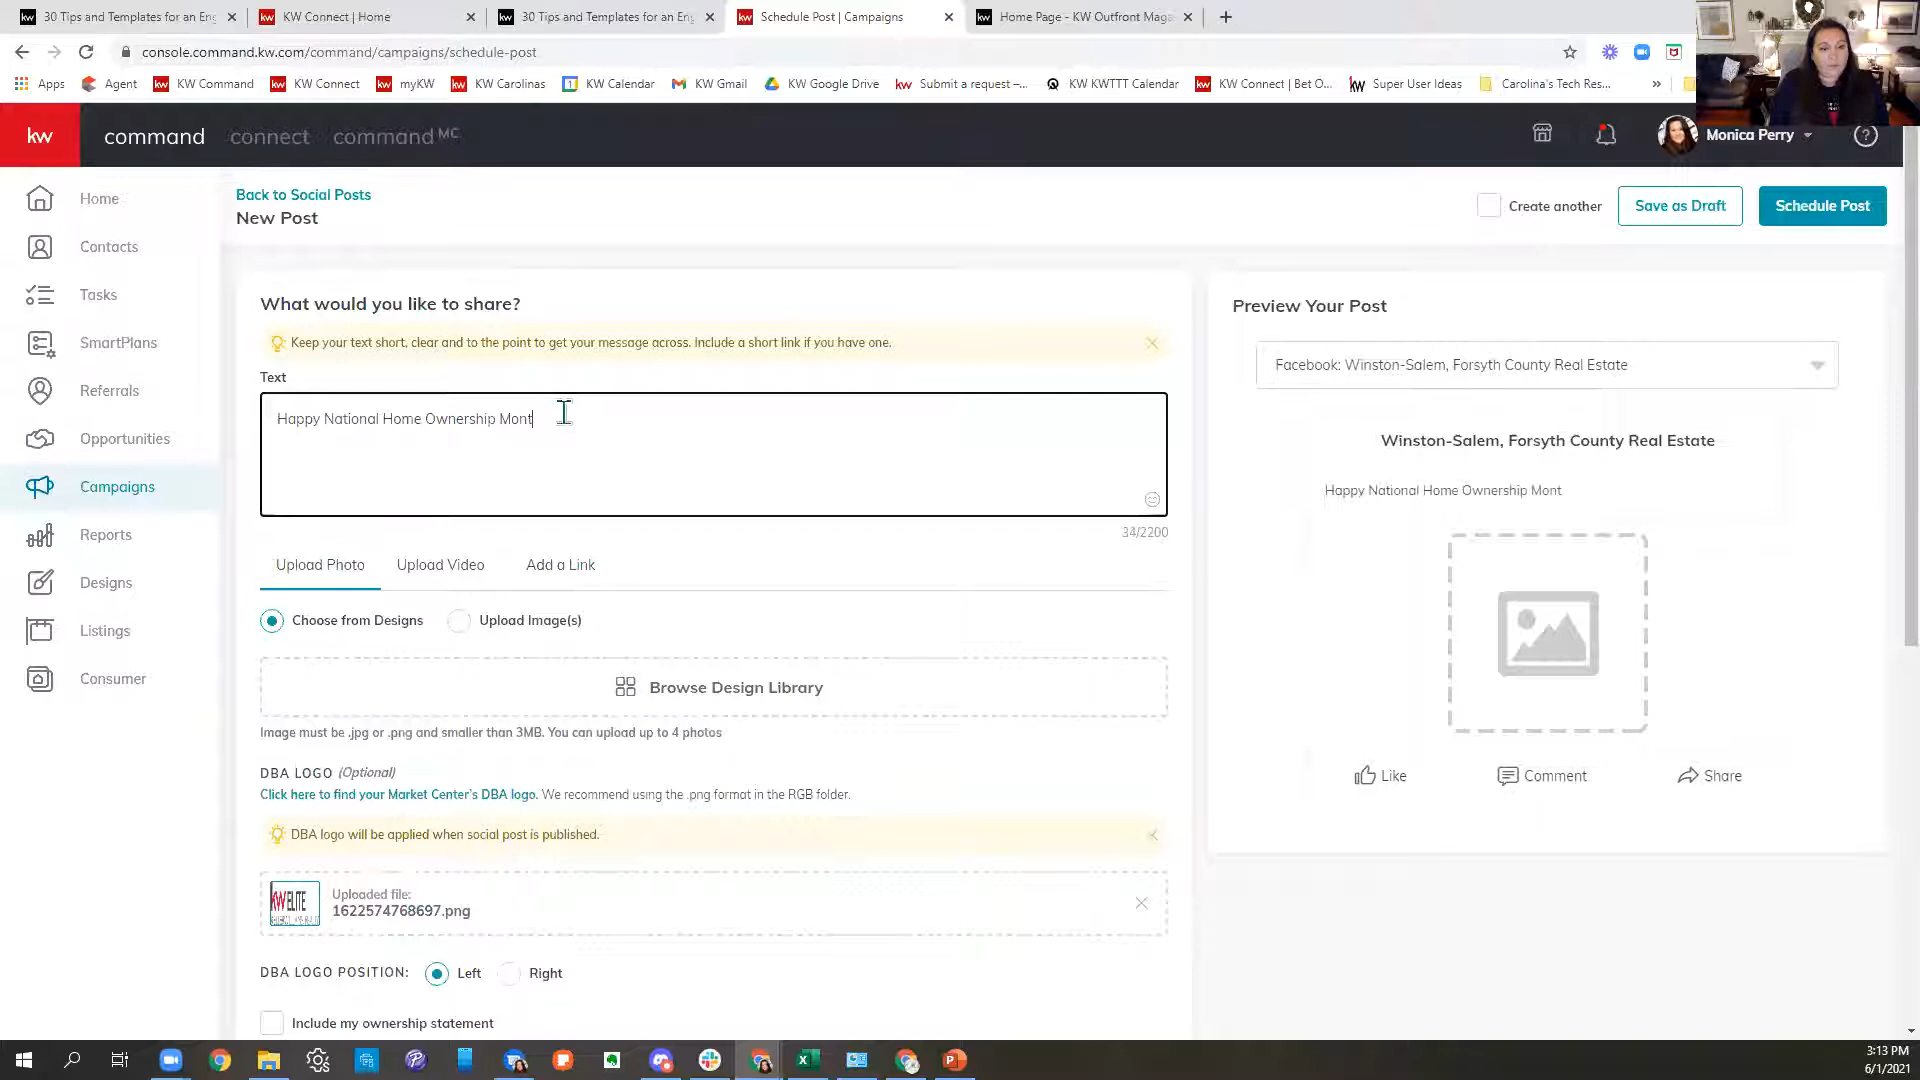 30 Tips and Templates for an Eng
KW Connect | Home
30 Tips and Templates for an Eng
Schedule Post | Campaigns
Home Page - KW Outfront Maga
console.command.kw.com/command/campaigns/schedule-post
Apps
Agent
KW Command
KW Connect
myKW
KW Carolinas
KW Calendar
KW Gmail
KW Google Drive
Submit a request –...
KW KWTTT Calendar
KW Connect | Bet O...
Super User Ideas
Carolina's Tech Res...
kw
command
connect
command MC
Monica Perry
Home
Contacts
Tasks
SmartPlans
Referrals
Opportunities
Campaigns
Reports
Designs
Listings
Consumer
Back to Social Posts
New Post
Create another
Save as Draft
Schedule Post
What would you like to share?
Keep your text short, clear and to the point to get your message across. Include a short link if you have one.
Text
Happy National Home Ownership Mont
34/2200
Upload Photo
Upload Video
Add a Link
Choose from Designs
Upload Image(s)
Browse Design Library
Image must be .jpg or .png and smaller than 3MB. You can upload up to 4 photos
DBA LOGO (Optional)
Click here to find your Market Center's DBA logo. We recommend using the .png format in the RGB folder.
DBA logo will be applied when social post is published.
KW ELITE
Uploaded file:
1622574768697.png
DBA LOGO POSITION:
Left
Right
Include my ownership statement
Preview Your Post
Facebook: Winston-Salem, Forsyth County Real Estate
Winston-Salem, Forsyth County Real Estate
Happy National Home Ownership Mont
Like
Comment
Share
3:13 PM
6/1/2021